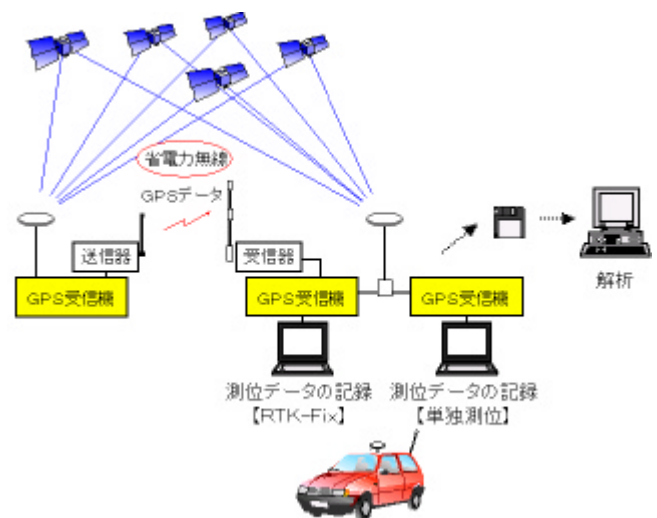 省電力無線
GPSデータ
送信器
受信器
GPS受信機
GPS受信機
GPS受信機
解析
測位データの記録
【RTK-Fix】
測位データの記録
【単独測位】